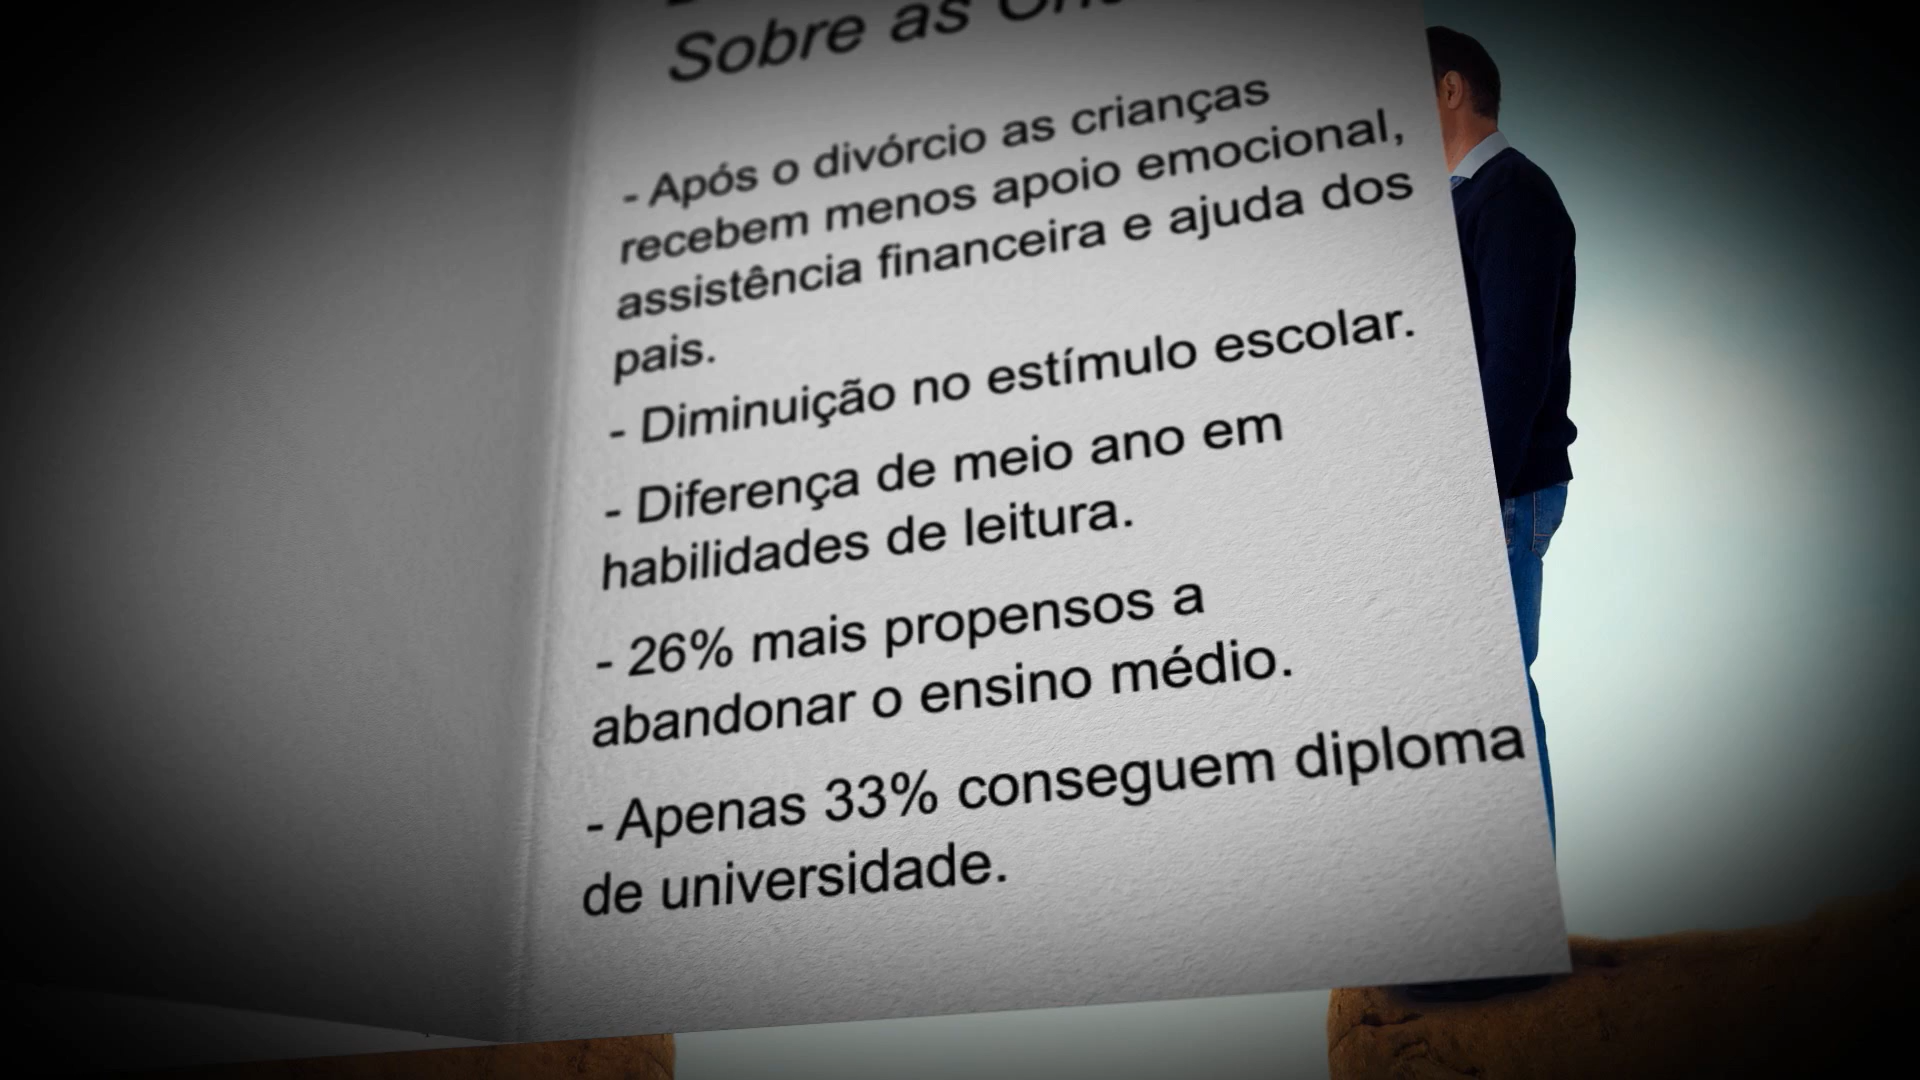 Sobre as
- Após o divórcio as crianças
recebem menos apoio emocional,
assistência financeira e ajuda dos
pais.
- Diminuição no estímulo escolar.
- Diferença de meio ano em
habilidades de leitura.
- 26% mais propensos a
abandonar o ensino médio.
- Apenas 33% conseguem diploma
de universidade.